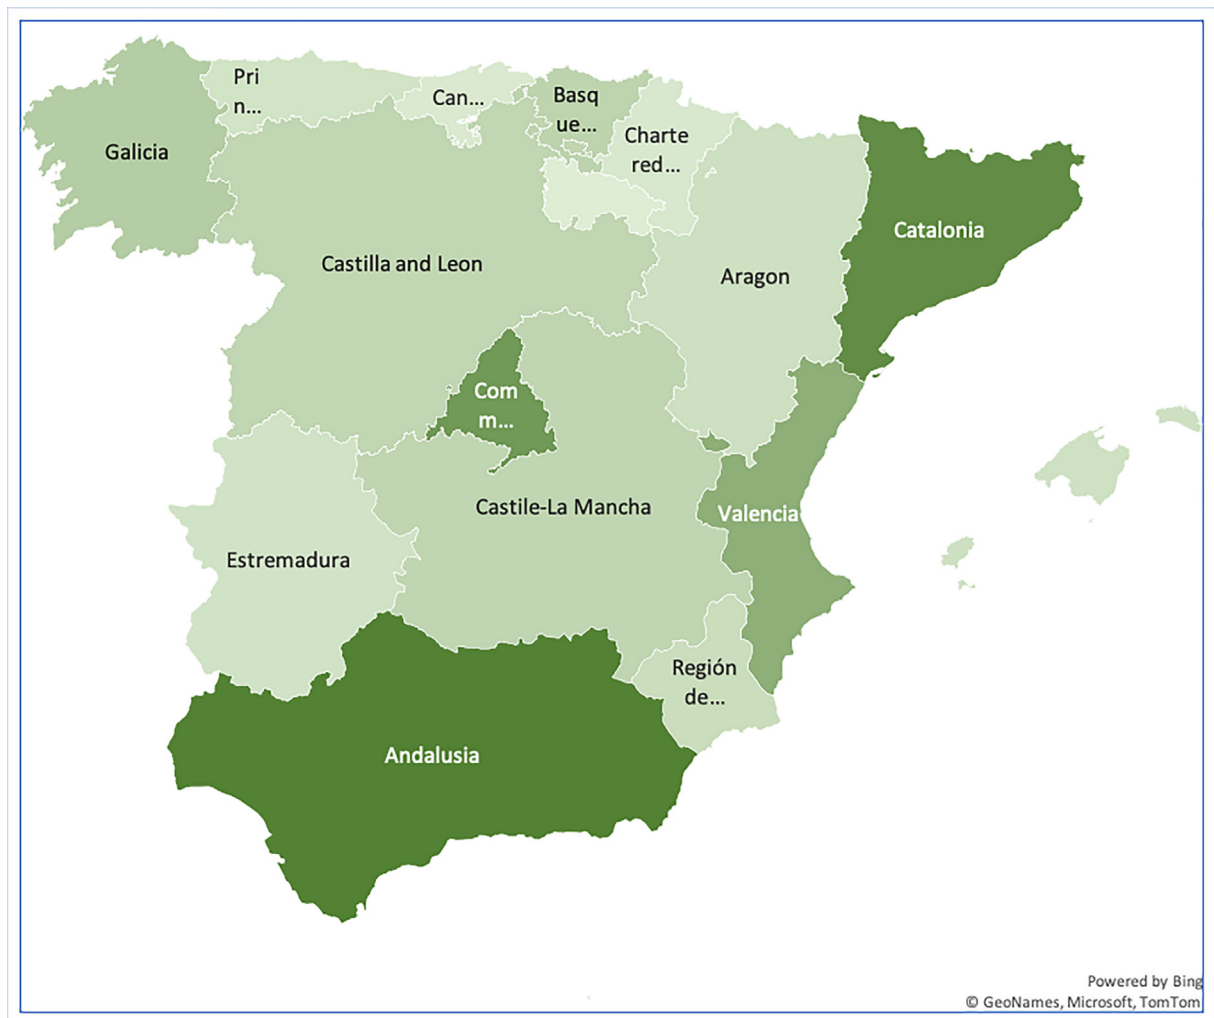 Pri
n...
Can...
Basq
ue...
Charte
red...
Galicia
Catalonia
Castilla and Leon
Aragon
Com
m...
Castile-La Mancha
Valencia
Estremadura
Región
de...
Andalusia
Powered by Bing
© GeoNames, Microsoft, TomTom